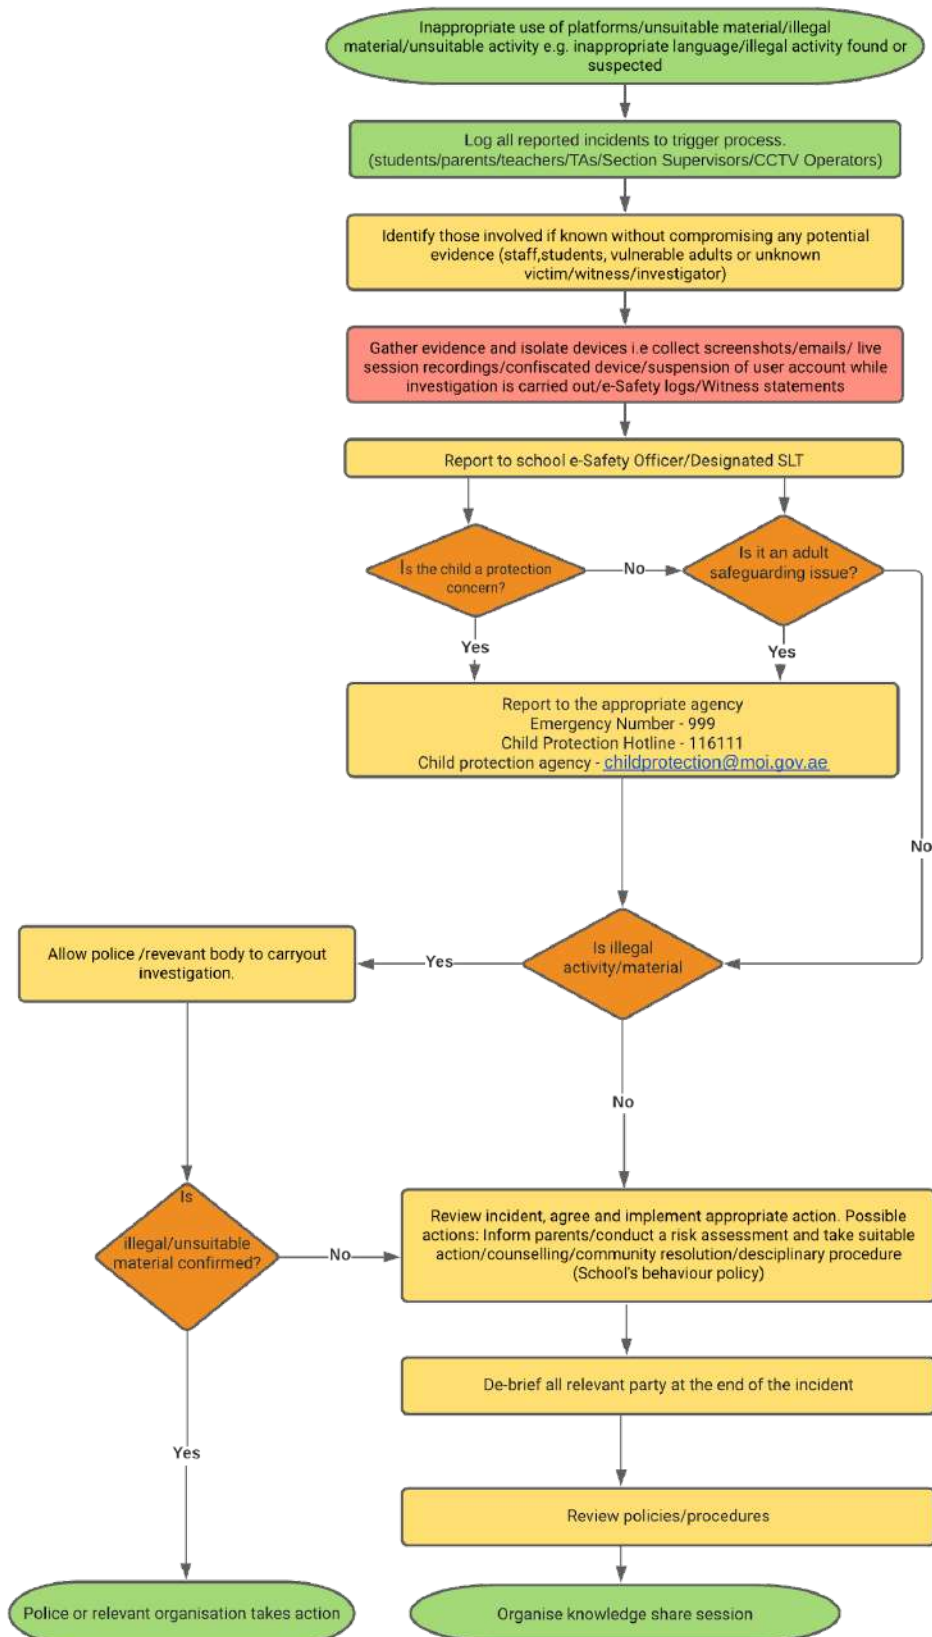 Inappropriate use of platforms/unsuitable material/illegal
material/unsuitable activity e.g. inappropriate language/illegal activity found or
suspected
Log all reported incidents to trigger process.
(students/parents/teachers/TAs/Section Supervisors/CCTV Operators)
Identify those involved if known without compromising any potential
evidence (staff,students, vulnerable adults or unknown
victim/witness/investigator)
Gather evidence and isolate devices i.e collect screenshots/emails/ live
session recordings/confiscated device/suspension of user account while
investigation is carried out/e-Safety logs/Witness statements
Report to school e-Safety Officer/Designated SLT
Is the child a protection
concern?
No
Is it an adult
safeguarding issue?
Yes
Yes
Report to the appropriate agency
Emergency Number - 999
Child Protection Hotline - 116111
Child protection agency - childprotection@moi.gov.ae
No
Is illegal
activity/material
Yes
Allow police /revevant body to carryout
investigation.
No
Is
illegal/unsuitable
material confirmed?
No
Review incident, agree and implement appropriate action. Possible
actions: Inform parents/conduct a risk assessment and take suitable
action/counselling/community resolution/desciplinary procedure
(School's behaviour policy)
De-brief all relevant party at the end of the incident
Yes
Review policies/procedures
Police or relevant organisation takes action
Organise knowledge share session